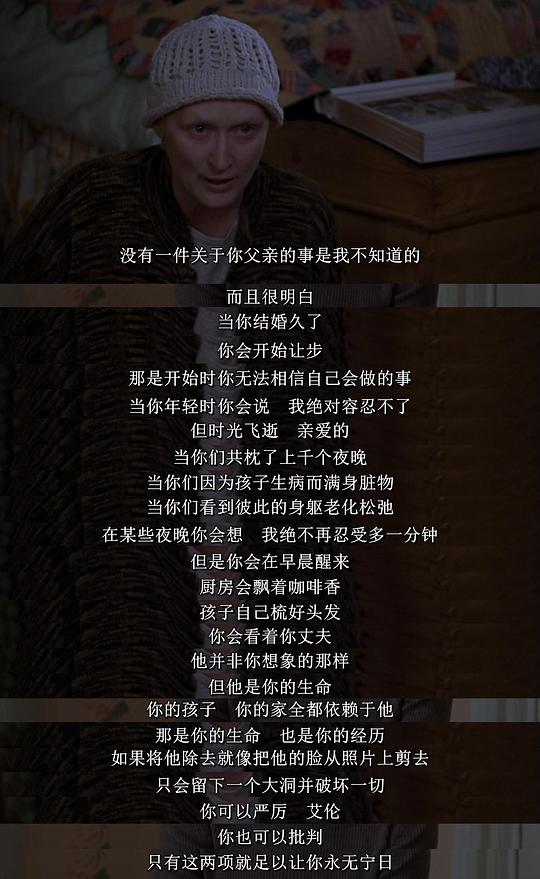 没有一件关于你父亲的事是我不知道的
而且很明白
当你结婚久了
你会开始让步
那是开始时你无法相信自己会做的事
当你年轻时你会说 我绝对容忍不了
但时光飞逝 亲爱的
当你们共枕了上千个夜晚
当你们因为孩子生病而满身脏物
当你们看到彼此的身躯老化松弛
在某些夜晚你会想 我绝不再忍受多一分钟
但是你会在早晨醒来
厨房会飘着咖啡香
孩子自己梳好头发
你会看着你丈夫
他并非你想象的那样
但他是你的生命
你的孩子 你的家全都依赖于他
那是你的生命 也是你的经历
如果将他除去就像把他的脸从照片上剪去
只会留下一个大洞并破坏一切
你可以严厉 艾伦
你也可以批判
只有这两项就足以让你永无宁日